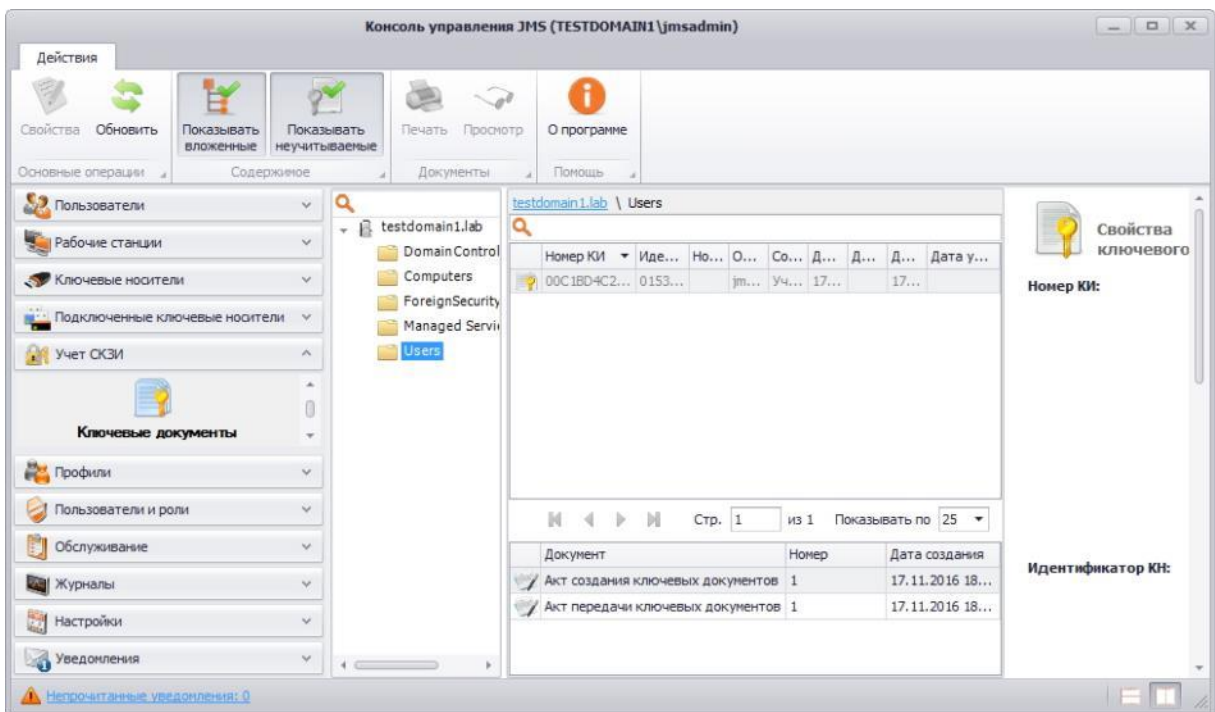 Консоль управления JMS (TESTDOMAIN1\jmsadmin)
Действия
Свойства
Обновить
Показывать вложенные
Показывать неучитываемые
Печать
Просмотр
О программе
Основные операции
Содержимое
Документы
Помощь
Пользователи
Рабочие станции
Ключевые носители
Подключенные ключевые носители
Учет СКЗИ
Ключевые документы
Профили
Пользователи и роли
Обслуживание
Журналы
Настройки
Уведомления
testdomain1.lab
DomainControl
Computers
ForeignSecurity
Managed Servi
Users
testdomain1.lab \ Users
Номер КИ Иде... Но... О... Со... Д... Д... Д... Дата у...
00C1BD4C2... 0153... jm... Уч... 17... 17...
Стр. 1 из 1 Показывать по 25
Документ Номер Дата создания
Акт создания ключевых документов 1 17.11.2016 18...
Акт передачи ключевых документов 1 17.11.2016 18...
Свойства
ключевого
Номер КИ:
Идентификатор КН:
Непрочитанные уведомления: 0